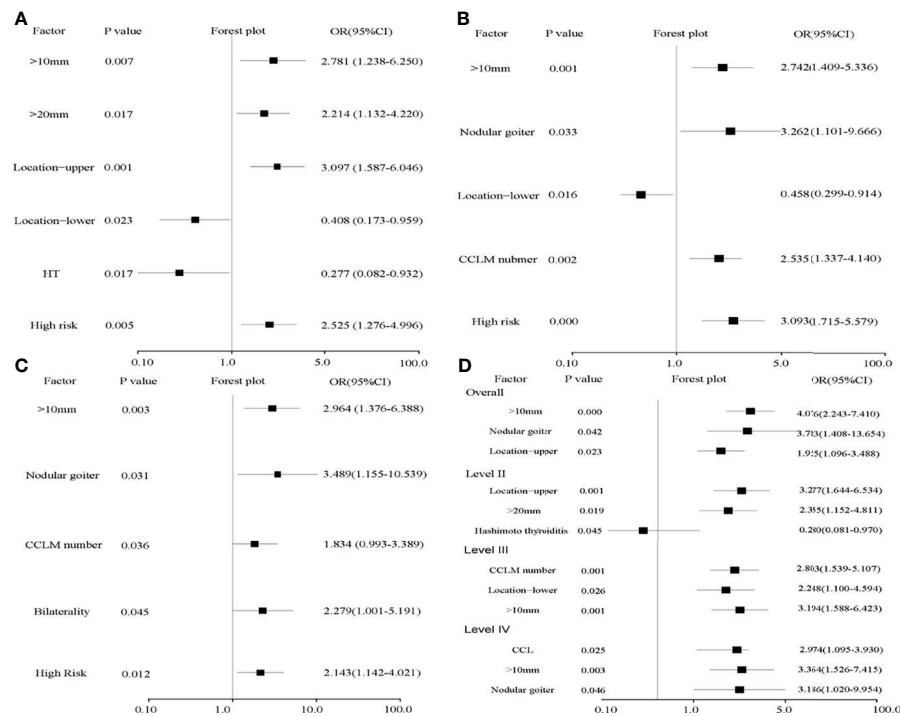 A
Factor P value Forest plot OR(95%CI)
>10mm 0.007 2.781 (1.238-6.250)
>20mm 0.017 2.214 (1.132-4.220)
Location-upper 0.001 3.097 (1.587-6.046)
Location-lower 0.023 0.408 (0.173-0.959)
HT 0.017 0.277 (0.082-0.932)
High risk 0.005 2.525 (1.276-4.996)
0.10 1.0 5.0 100.0
B
Factor P value Forest plot OR(95%CI)
>10mm 0.001 2.742(1.409-5.336)
Nodular goiter 0.033 3.262 (1.101-9.666)
Location-lower 0.016 0.458 (0.299-0.914)
CCLM nubmer 0.002 2.535 (1.337-4.140)
High risk 0.000 3.093(1.715-5.579)
0.10 1.0 5.0 100.0
C
Factor P value Forest plot OR(95%CI)
>10mm 0.003 2.964 (1.376-6.388)
Nodular goiter 0.031 3.489(1.155-10.539)
CCLM number 0.036 1.834 (0.993-3.389)
Bilaterality 0.045 2.279(1.001-5.191)
High Risk 0.012 2.143(1.142-4.021)
0.10 1.0 10.0 100.0
D
Factor P value Forest plot OR(95%CI)
Overall
>10mm 0.000 4.076(2.243-7.410)
Nodular goiter 0.042
Location-upper 0.023
Level II
Location-upper 0.001 3.277(1.644-6.534)
>20mm 0.019 2.355(1.152-4.811)
Hashimoto thyroiditis 0.045 0.280(0.081-0.970)
Level III
CCLM number 0.001 2.803(1.539-5.107)
Location-lower 0.026 2.248(1.100-4.594)
>10mm 0.001 3.194(1.588-6.423)
Level IV
CCL 0.025 2.974(1.095-3.930)
>10mm 0.003 3.364(1.526-7.415)
Nodular goiter 0.046 3.186(1.020-9.954)
0.10 1.0 5.0 100.0